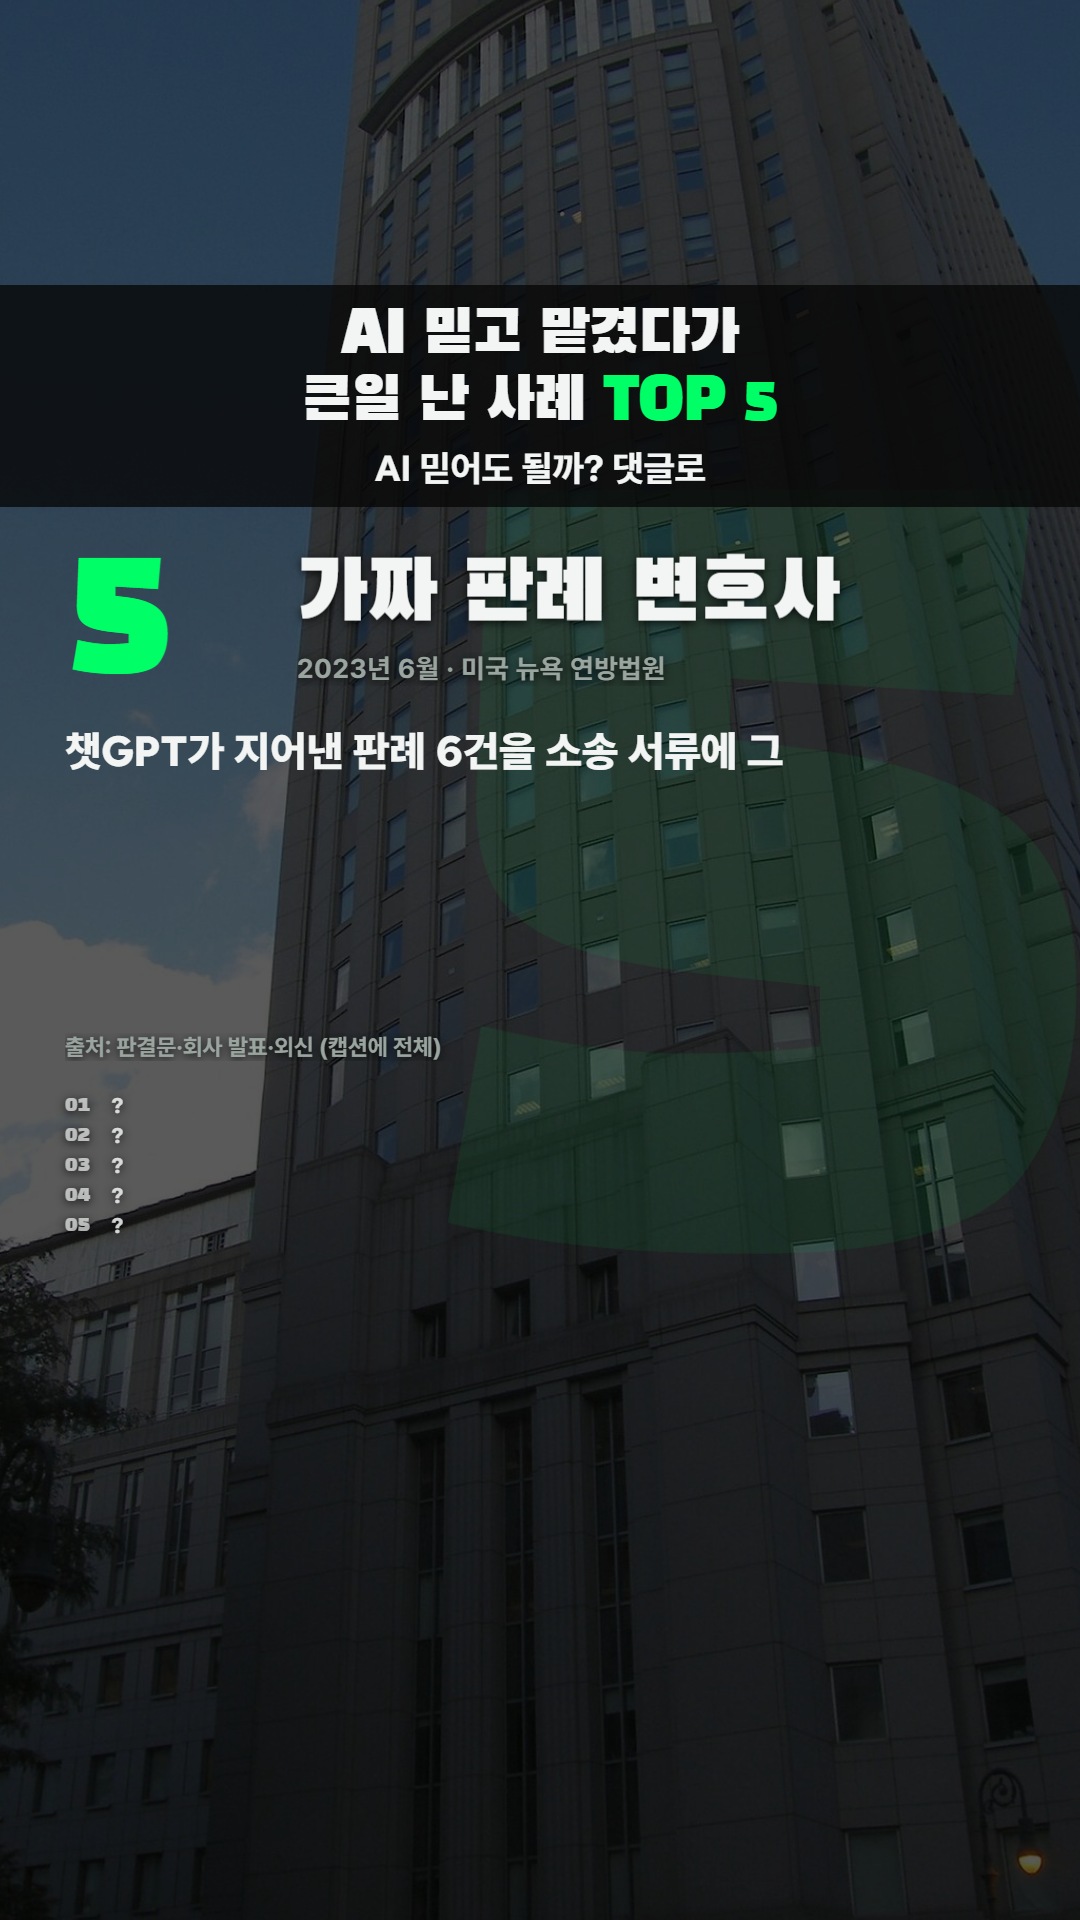 AI 믿고 맡겼다가
큰일 난 사례 TOP 5
AI 믿어도 될까? 댓글로
5
가짜 판례 변호사
2023년 6월 · 미국 뉴욕 연방법원
챗GPT가 지어낸 판례 6건을 소송 서류에 그
5
출처: 판결문·회사 발표·외신 (캡션에 전체)
01 ?
02 ?
03 ?
04 ?
05 ?